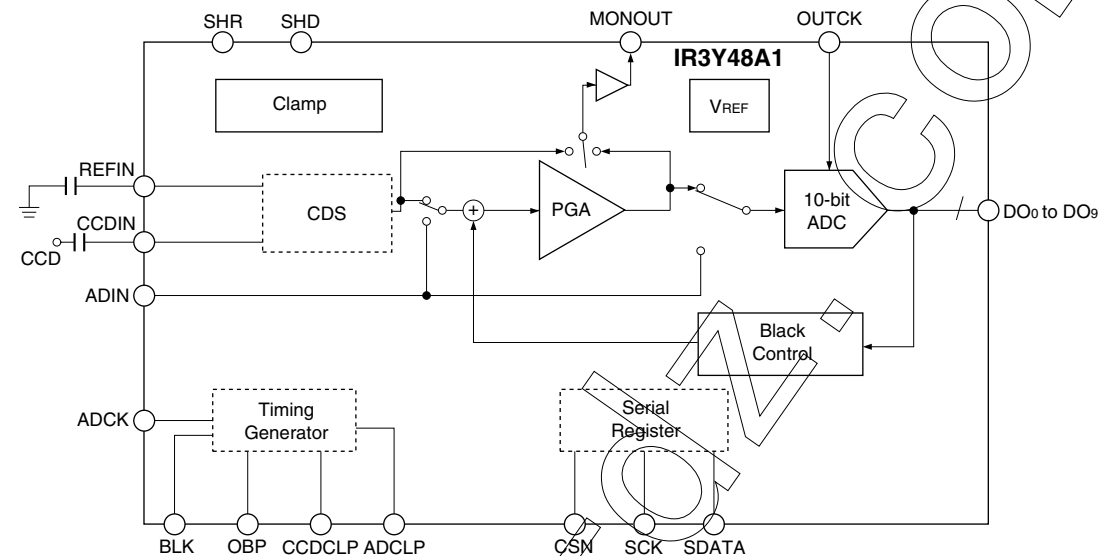 SHR SHD MONOUT OUTCK
IR3Y48A1
Clamp
VREF
REFIN
CDS
PGA
10-bit
ADC
DO0 to DO9
CCDIN
CCD
+
ADIN
Black
Control
ADCK
Timing
Generator
Serial
Register
BLK OBP CCDCLP ADCLP CSN SCK SDATA